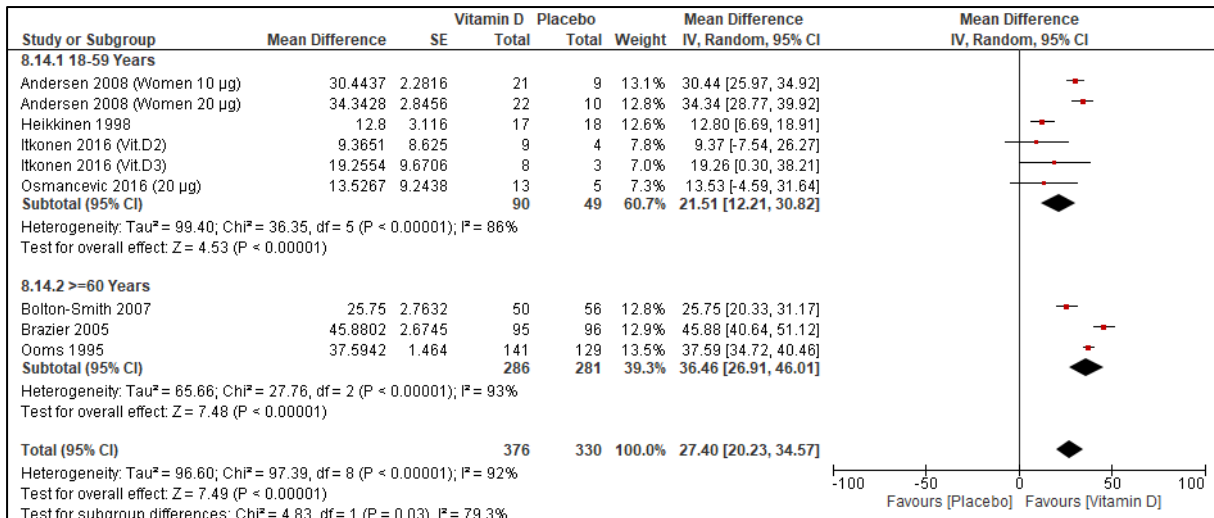 Vitamin D Placebo Mean Difference Mean Difference
Study or Subgroup Mean Difference SE Total Total Weight IV, Random, 95% CI IV, Random, 95% CI
8.14.1 18-59 Years
Andersen 2008 (Women 10 µg) 30.4437 2.2816 21 9 13.1% 30.44 [25.97, 34.92]
Andersen 2008 (Women 20 µg) 34.3428 2.8456 22 10 12.8% 34.34 [28.77, 39.92]
Heikkinen 1998 12.8 3.116 17 18 12.6% 12.80 [6.69, 18.91]
Itkonen 2016 (Vit.D2) 9.3651 8.625 9 4 7.8% 9.37 [-7.54, 26.27]
Itkonen 2016 (Vit.D3) 19.2554 9.6706 8 3 7.0% 19.26 [0.30, 38.21]
Osmancevic 2016 (20 µg) 13.5267 9.2438 13 5 7.3% 13.53 [-4.59, 31.64]
Subtotal (95% CI) 90 49 60.7% 21.51 [12.21, 30.82]
Heterogeneity: Tau² = 99.40; Chi² = 36.35, df = 5 (P < 0.00001); I² = 86%
Test for overall effect: Z = 4.53 (P < 0.00001)
8.14.2 >=60 Years
Bolton-Smith 2007 25.75 2.7632 50 56 12.8% 25.75 [20.33, 31.17]
Brazier 2005 45.8802 2.6745 95 96 12.9% 45.88 [40.64, 51.12]
Ooms 1995 37.5942 1.464 141 129 13.5% 37.59 [34.72, 40.46]
Subtotal (95% CI) 286 281 39.3% 36.46 [26.91, 46.01]
Heterogeneity: Tau² = 65.66; Chi² = 27.76, df = 2 (P < 0.00001); I² = 93%
Test for overall effect: Z = 7.48 (P < 0.00001)
Total (95% CI) 376 330 100.0% 27.40 [20.23, 34.57]
Heterogeneity: Tau² = 96.60; Chi² = 97.39, df = 8 (P < 0.00001); I² = 92%
Test for overall effect: Z = 7.49 (P < 0.00001)
Test for subgroup differences: Chi² = 4.83, df = 1 (P = 0.03), I² = 79.3%
-100 -50 0 50 100
Favours [Placebo] Favours [Vitamin D]